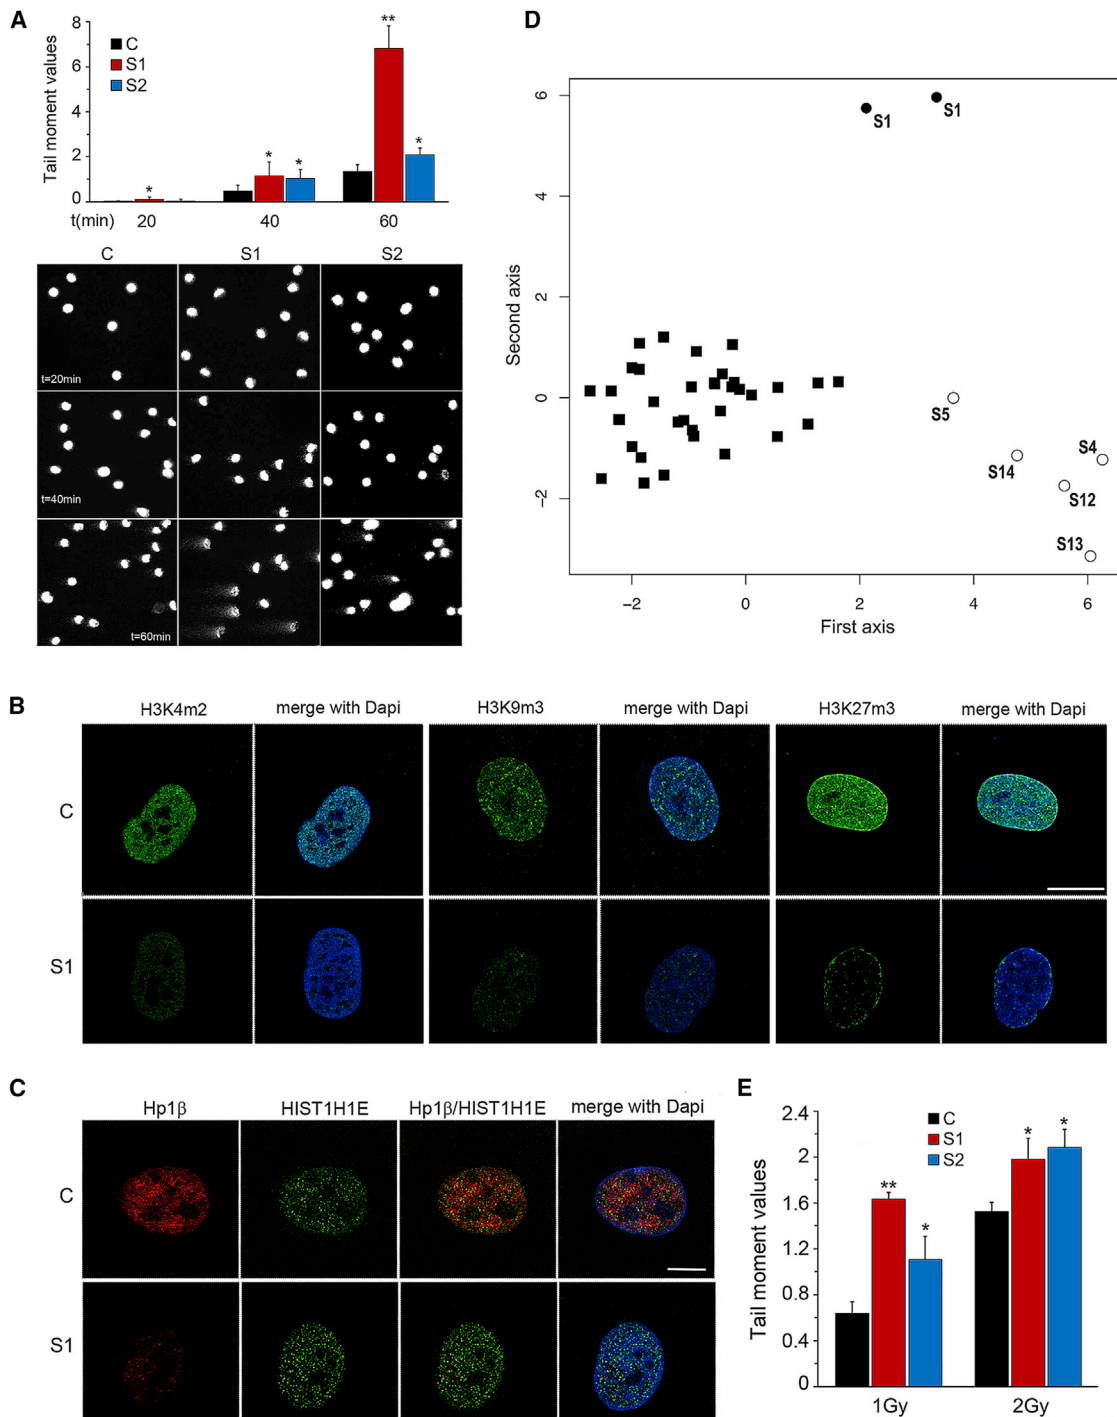 A
Tail moment values
8
6
4
2
0
C
S1
S2
*
*
*
**
*
t(min)
20
40
60
C
S1
S2
t=20min
t=40min
t=60min
D
Second axis
6
4
2
0
−2
S1
S1
S5
S14
S4
S12
S13
−2
0
2
4
6
First axis
B
H3K4m2
merge with Dapi
H3K9m3
merge with Dapi
H3K27m3
merge with Dapi
C
S1
C
Hp1β
HIST1H1E
Hp1β/HIST1H1E
merge with Dapi
C
S1
E
Tail moment values
2.4
2
1.6
1.2
0.8
0.4
0
C
S1
S2
**
*
*
*
1Gy
2Gy